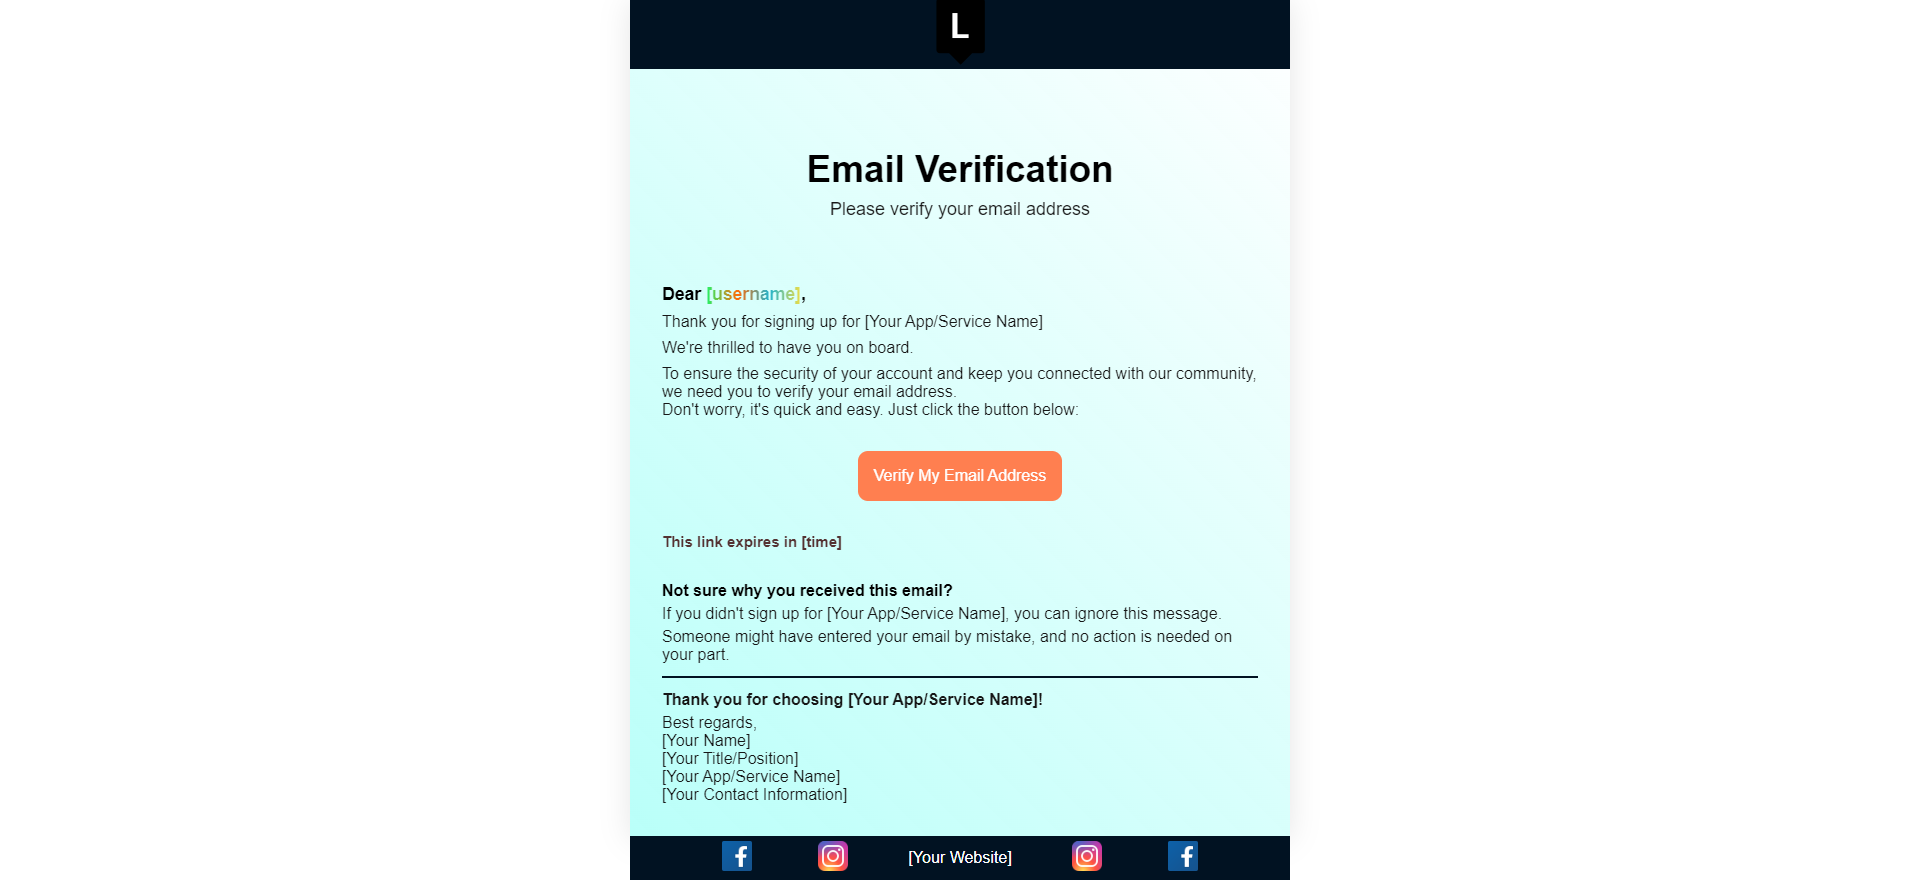 L
Email Verification
Please verify your email address
Dear [username],
Thank you for signing up for [Your App/Service Name]
We're thrilled to have you on board.
To ensure the security of your account and keep you connected with our community,
we need you to verify your email address.
Don't worry, it's quick and easy. Just click the button below:
Verify My Email Address
This link expires in [time]
Not sure why you received this email?
If you didn't sign up for [Your App/Service Name], you can ignore this message.
Someone might have entered your email by mistake, and no action is needed on
your part.
Thank you for choosing [Your App/Service Name]!
Best regards,
[Your Name]
[Your Title/Position]
[Your App/Service Name]
[Your Contact Information]
[Your Website]